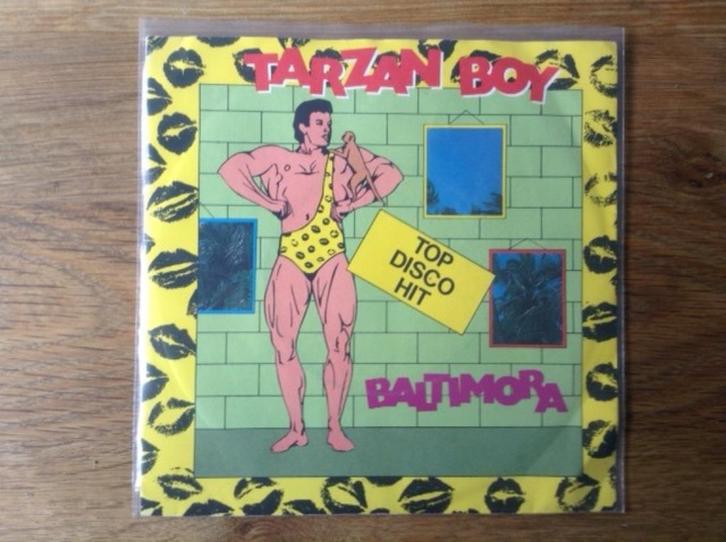 TARZAN BOY
TOP
DISCO
HIT
BALTIMORA